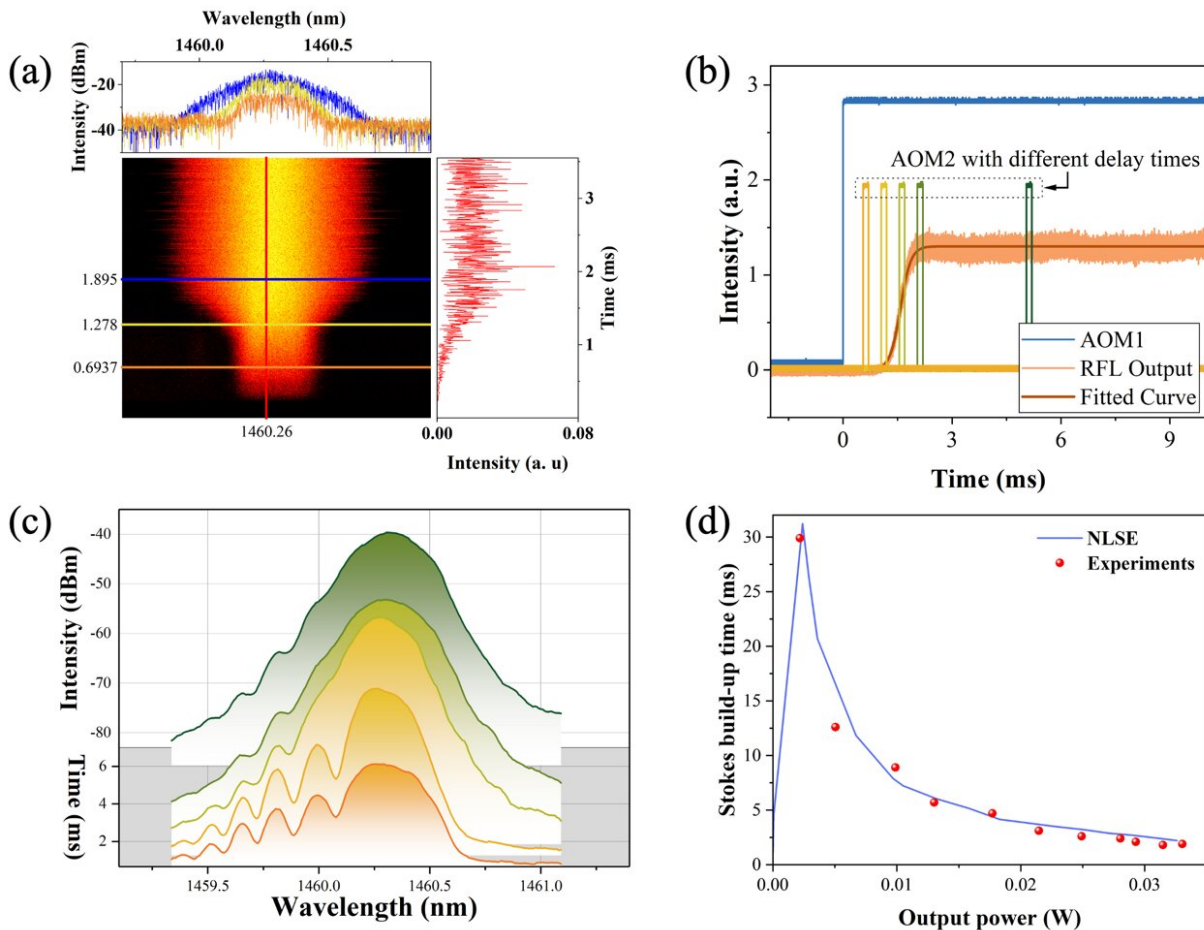 (a)
Wavelength (nm)
1460.0 1460.5
Intensity (dBm)
-20
-40
1.895
1.278
0.6937
1460.26
3
2
1
Time (ms)
0.00 0.08
Intensity (a. u)
(b)
Intensity (a.u.)
3
2
1
0
AOM2 with different delay times
AOM1
RFL Output
Fitted Curve
0 3 6 9
Time (ms)
(c)
Intensity (dBm)
-40
-50
-60
-70
-80
Time (ms)
6
4
2
1459.5 1460.0 1460.5 1461.0
Wavelength (nm)
(d)
Stokes build-up time (ms)
30
25
20
15
10
5
0
NLSE
Experiments
0.00 0.01 0.02 0.03
Output power (W)